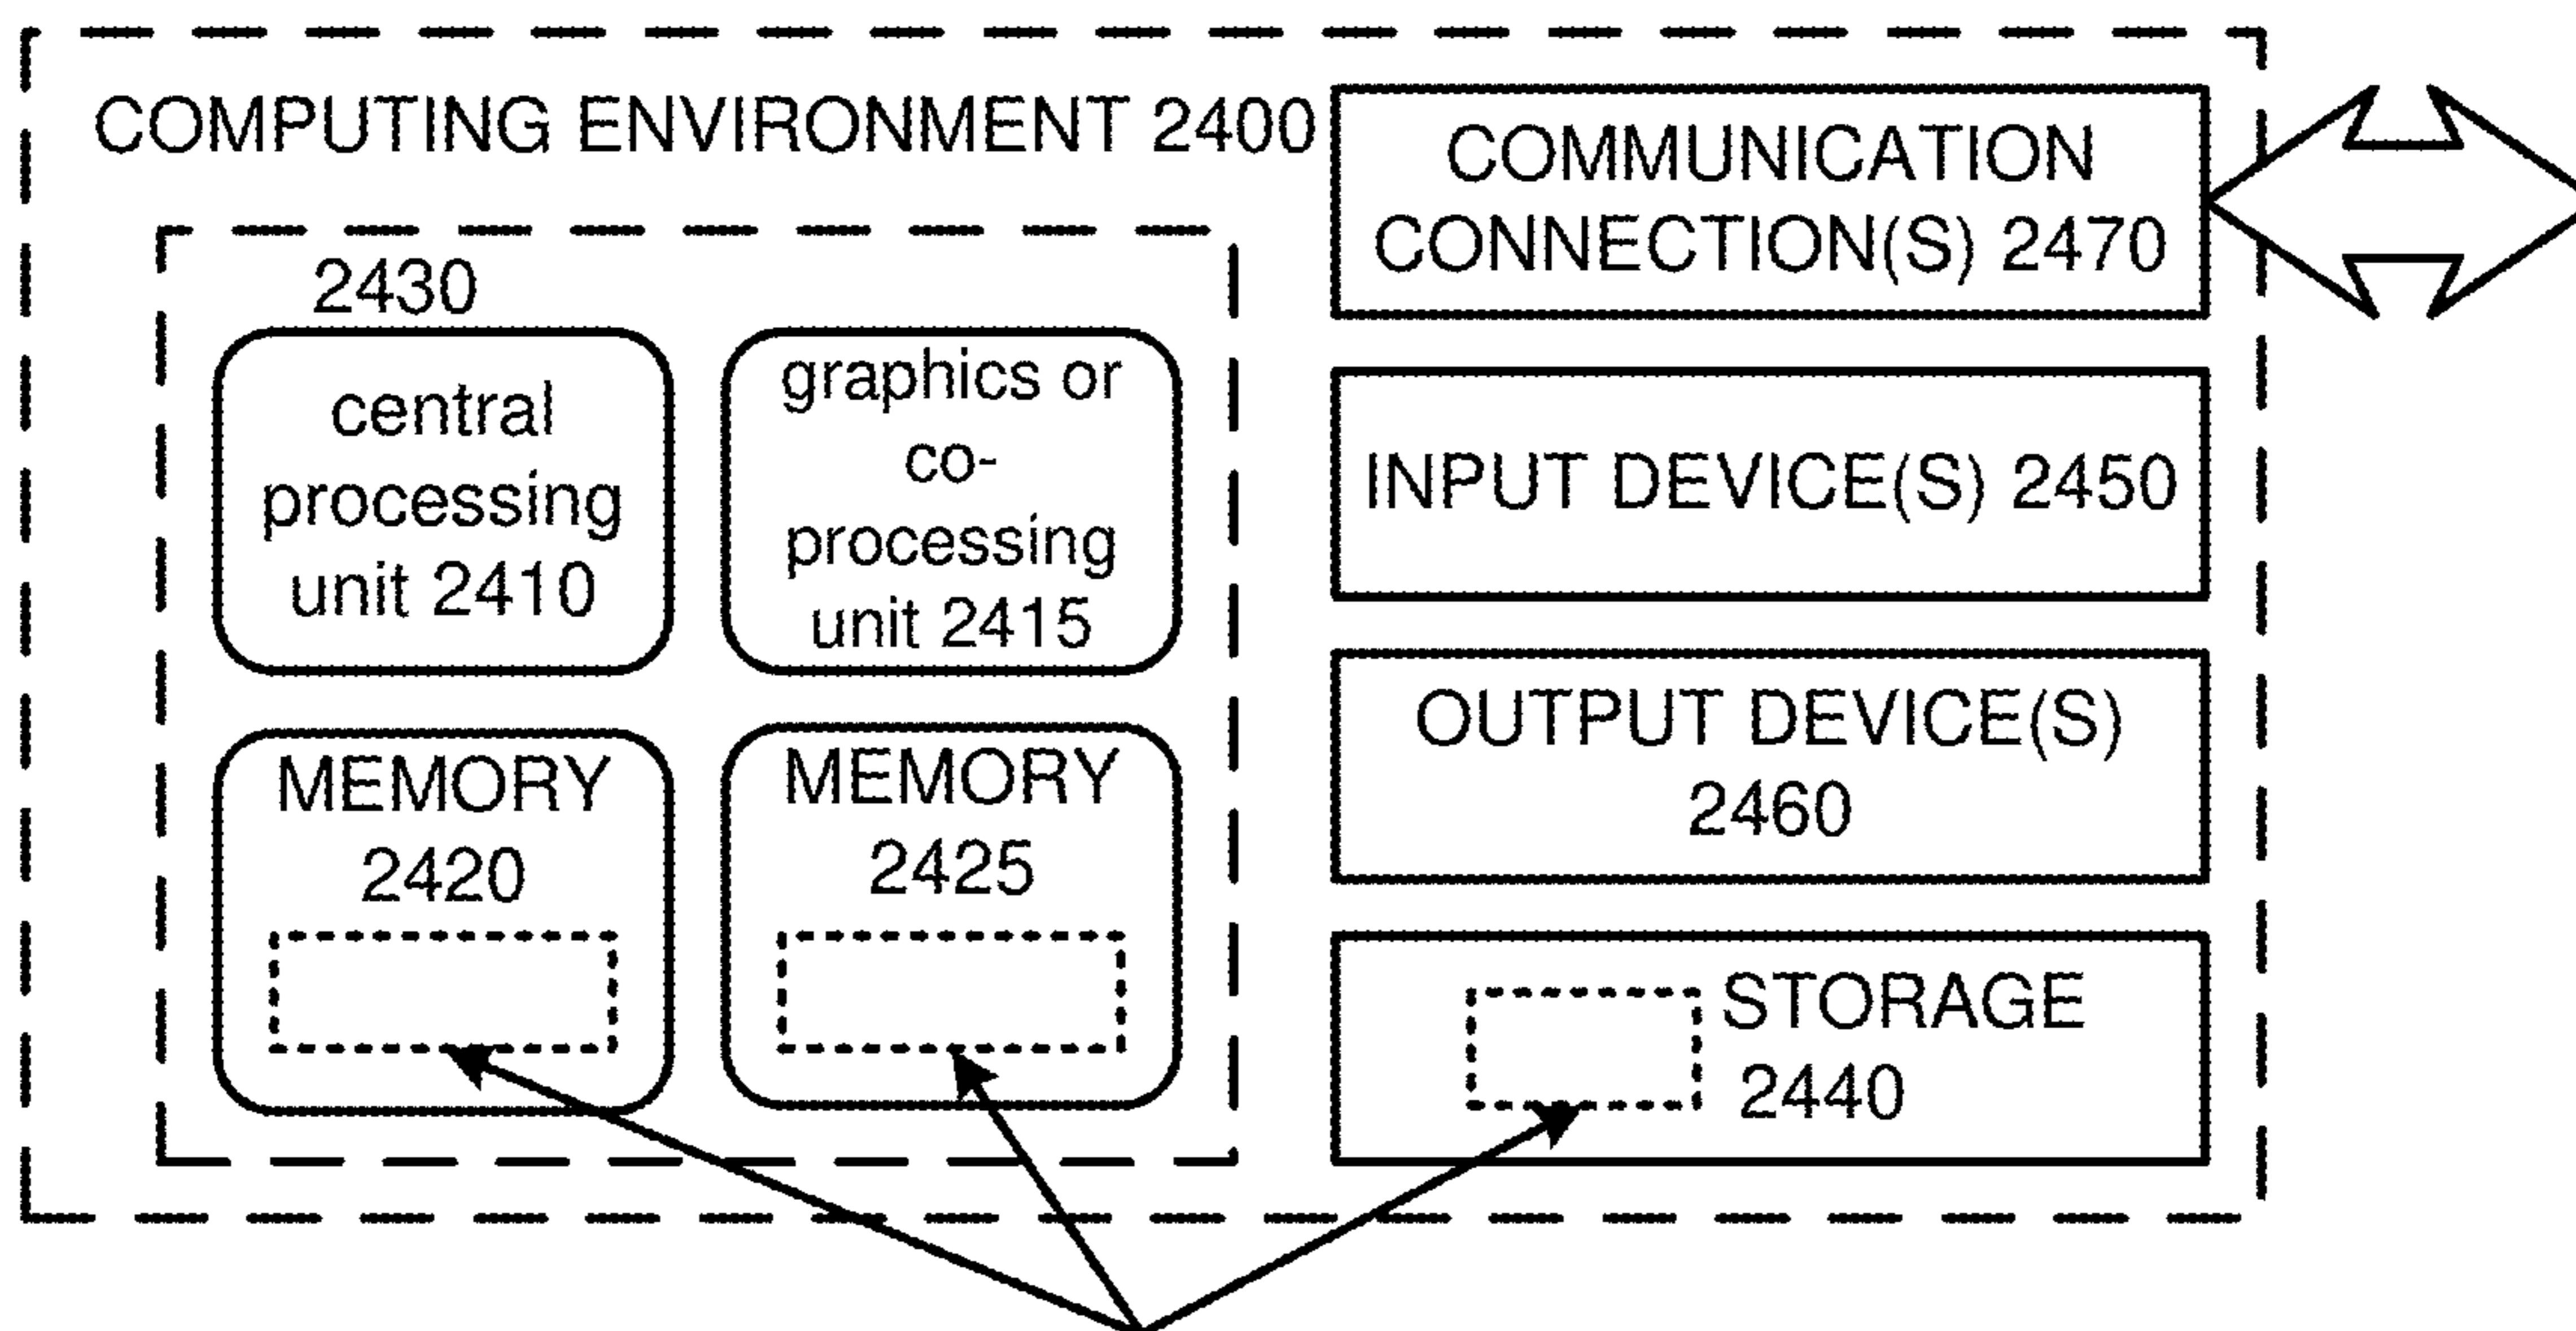 COMPUTING ENVIRONMENT 2400
2430
central
processing
unit 2410
graphics or
co-
processing
unit 2415
MEMORY
2420
MEMORY
2425
COMMUNICATION
CONNECTION(S) 2470
INPUT DEVICE(S) 2450
OUTPUT DEVICE(S)
2460
STORAGE
2440